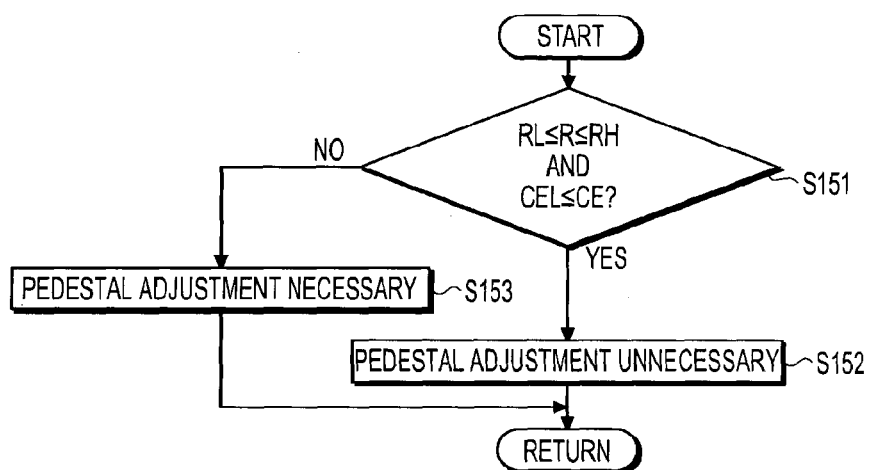 START
RL≤R≤RH
AND
CEL≤CE?
S151
NO
YES
PEDESTAL ADJUSTMENT NECESSARY
S153
PEDESTAL ADJUSTMENT UNNECESSARY
S152
RETURN